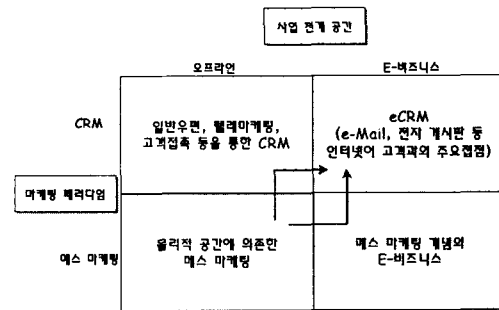 사업 전개 공간
오프라인
E-비즈니스
CRM
일반우편, 텔레마케팅,
고객접촉 등을 통한 CRM
eCRM
(e-Mail, 전자 게시판 등
인터넷이 고객과의 주요접점)
마케팅 패러다임
매스 마케팅
물리적 공간에 의존한
매스 마케팅
매스 마케팅 개념의
E-비즈니스